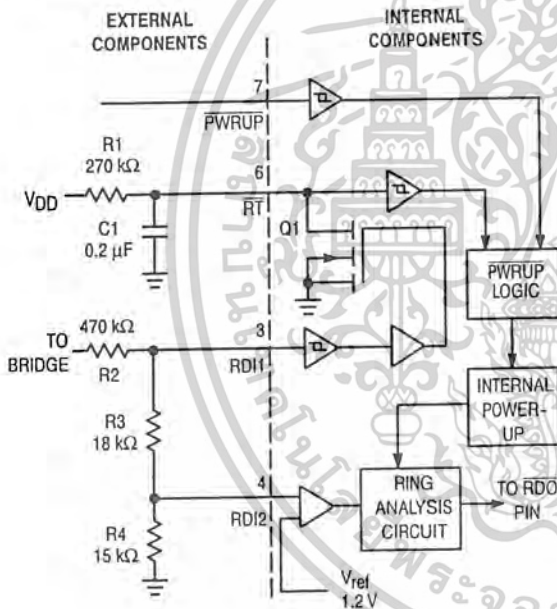 EXTERNAL
COMPONENTS
INTERNAL
COMPONENTS
7
PWRUP
R1
270 kΩ
6
VDD
RT
Q1
C1
0.2 µF
PWRUP
LOGIC
470 kΩ
3
TO
BRIDGE
R2
RDI1
INTERNAL
POWER-
UP
R3
18 kΩ
4
RDI2
RING
ANALYSIS
CIRCUIT
TO RDO
PIN
R4
15 kΩ
Vref
1.2 V